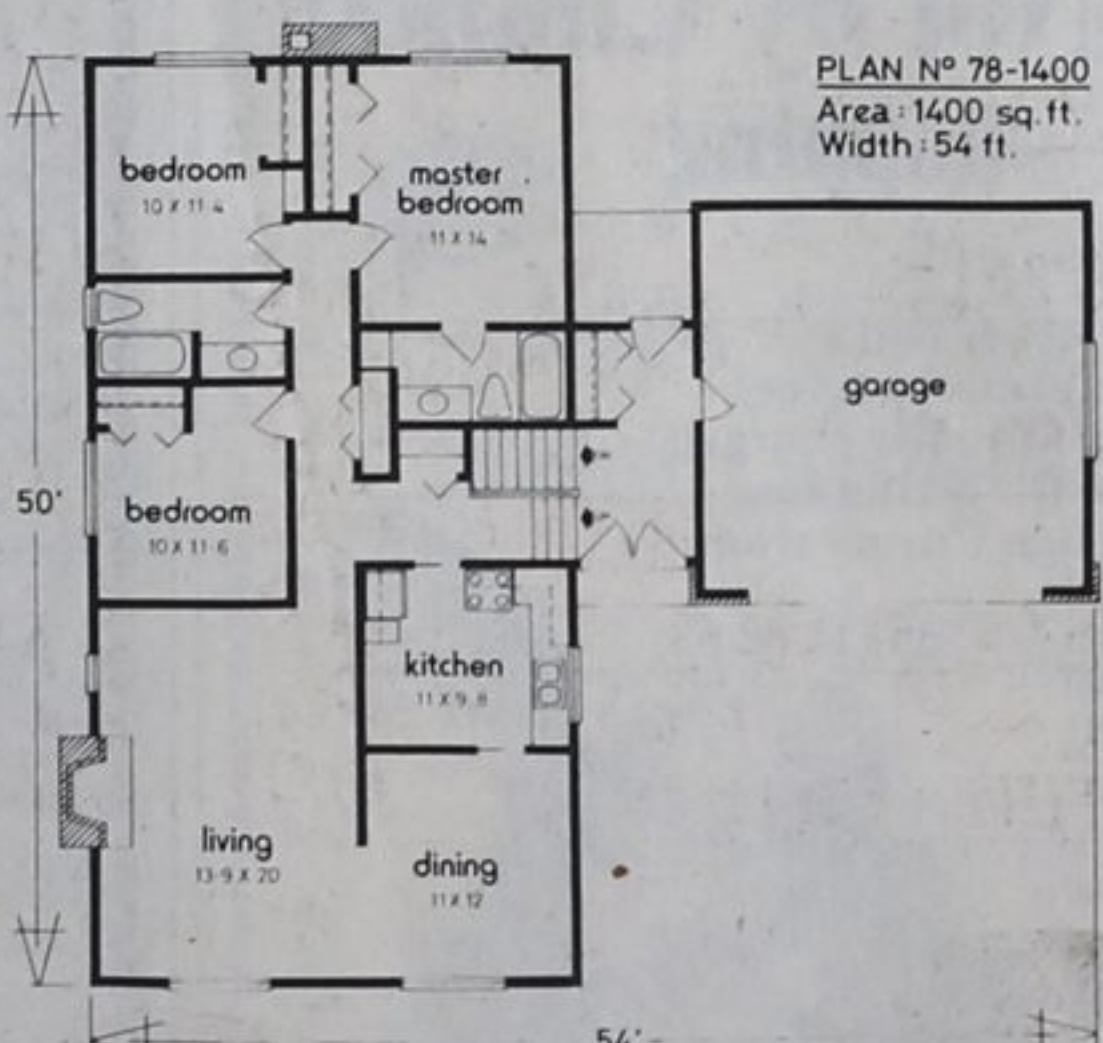 PLAN Nº 78-1400
Area : 1400 sq. ft.
Width : 54 ft.
bedroom
10 X 11·4
master
bedroom
11 X 14
garage
50'
bedroom
10 X 11·6
kitchen
11 X 9·8
living
13·9 X 20
dining
11 X 12
54'